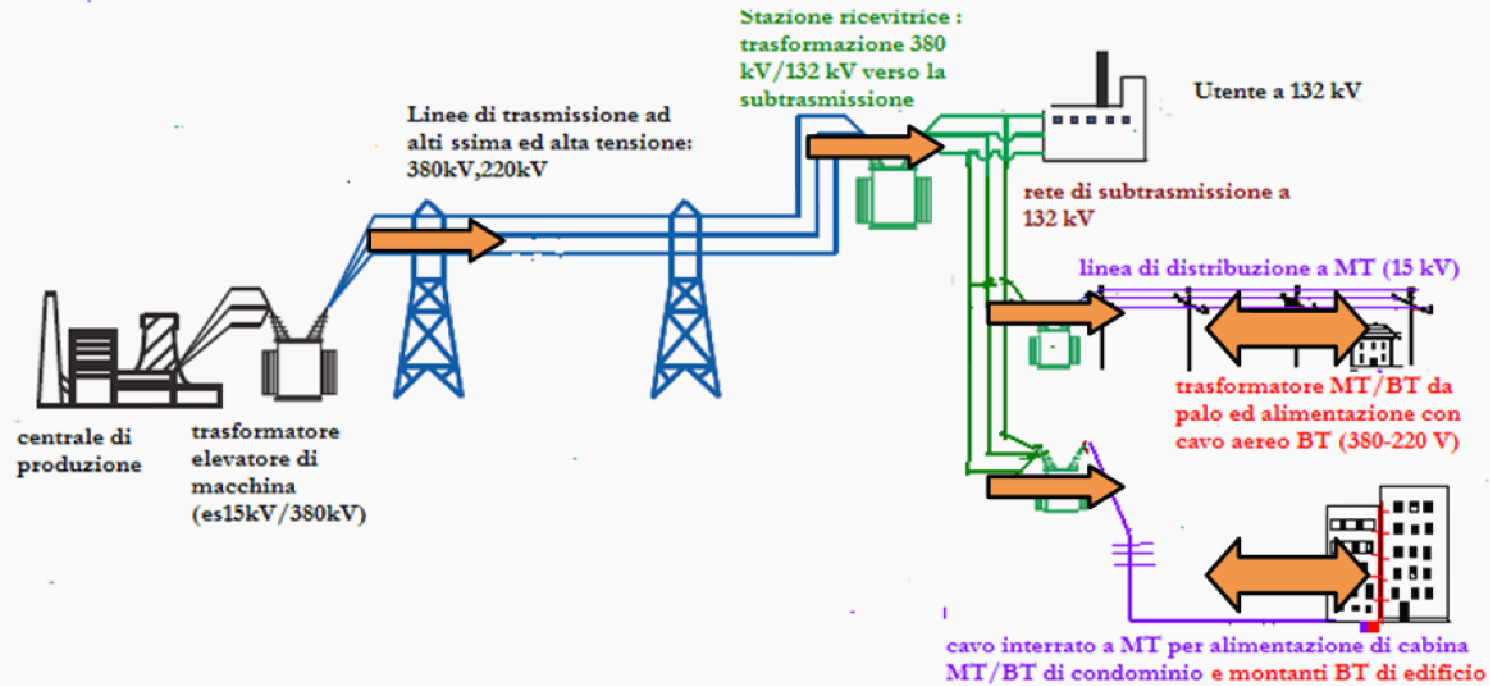 Stazione ricevitrice :
trasformazione 380
kV/132 kV verso la
subtrasmissione
Utente a 132 kV
Linee di trasmissione ad
alti ssima ed alta tensione:
380kV,220kV
rete di subtrasmissione a
132 kV
linea di distribuzione a MT (15 kV)
trasformatore MT/BT da
palo ed alimentazione con
cavo aereo BT (380-220 V)
centrale di
produzione
trasformatore
elevatore di
macchina
(es15kV/380kV)
cavo interrato a MT per alimentazione di cabina
MT/BT di condominio e montanti BT di edificio